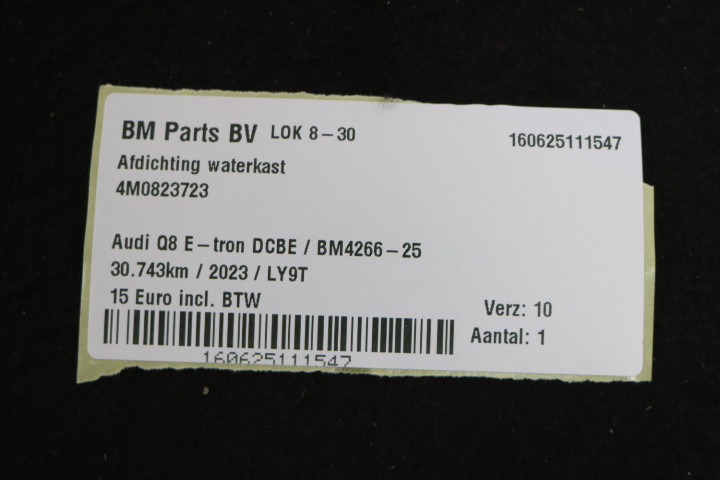 BM Parts BV LOK 8-30 160625111547
Afdichting waterkast
4M0823723
Audi Q8 E-tron DCBE / BM4266-25
30.743km / 2023 / LY9T
15 Euro incl. BTW
Verz: 10
Aantal: 1
160625111547